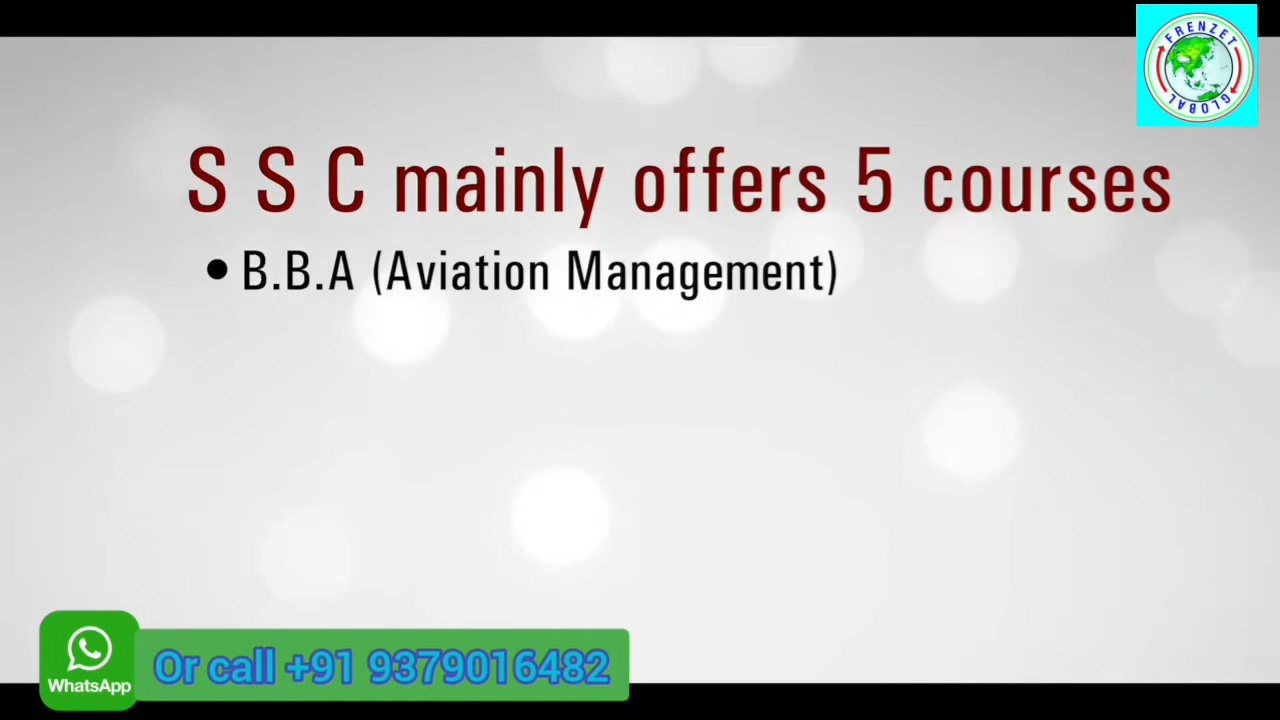 FRENZET
GLOBAL
S S C mainly offers 5 courses
• B.B.A (Aviation Management)
WhatsApp
Or call +91 9379016482